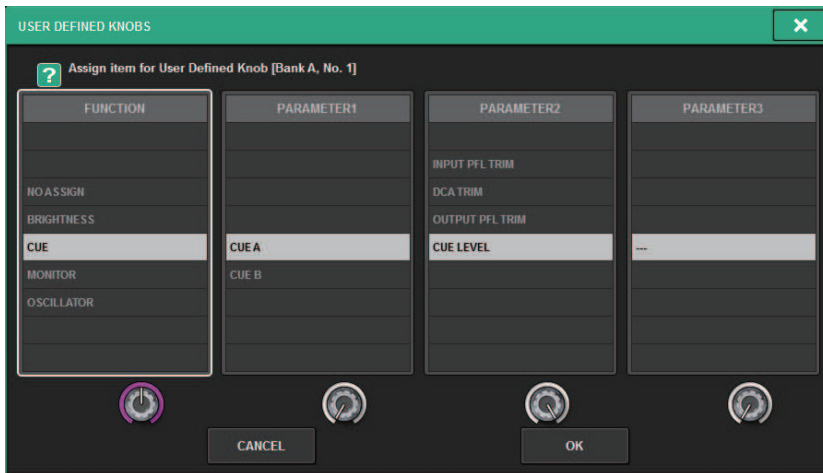 USER DEFINED KNOBS
Assign item for User Defined Knob [Bank A, No. 1]
FUNCTION
NO ASSIGN
BRIGHTNESS
CUE
MONITOR
OSCILLATOR
PARAMETER1
CUE A
CUE B
PARAMETER2
INPUT PFL TRIM
DCA TRIM
OUTPUT PFL TRIM
CUE LEVEL
PARAMETER3
---
CANCEL
OK